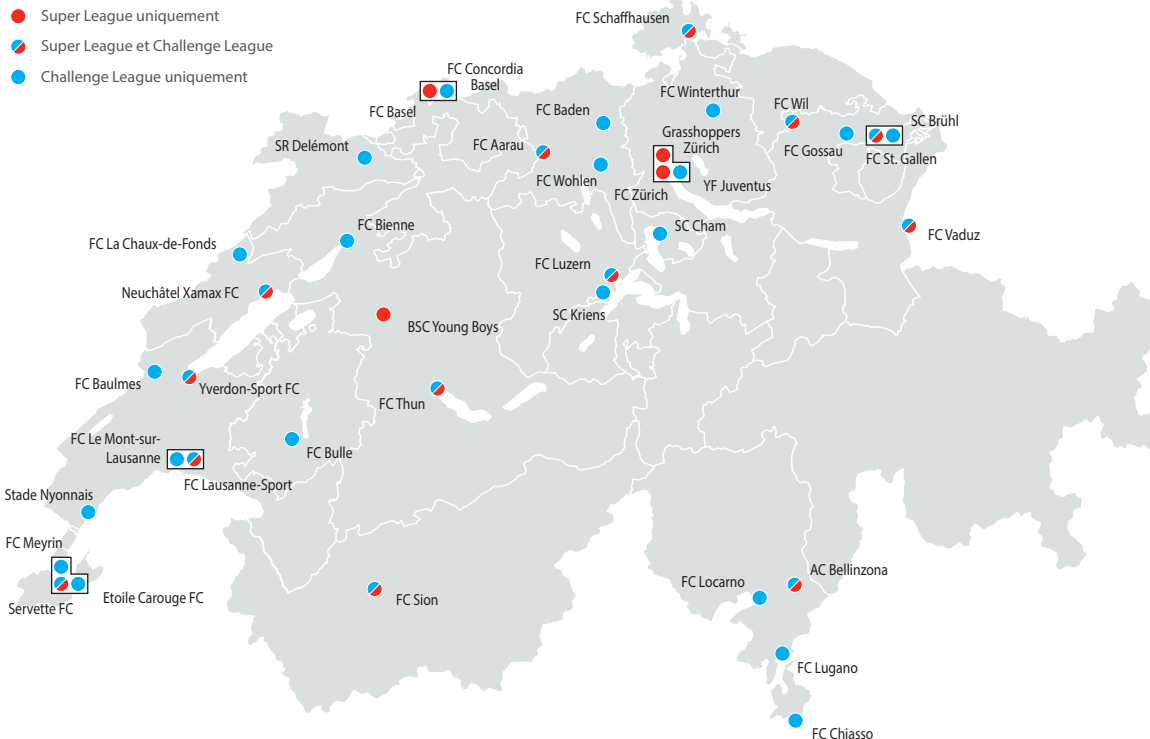 Super League uniquement
Super League et Challenge League
Challenge League uniquement
FC Schaffhausen
FC Concordia
Basel
FC Basel
FC Baden
FC Winterthur
FC Wil
SC Brühl
Grasshoppers
Zürich
SR Delémont
FC Aarau
FC Gossau
FC St. Gallen
FC Wohlen
FC Zürich
YF Juventus
FC Bienne
SC Cham
FC Vaduz
FC La Chaux-de-Fonds
FC Luzern
Neuchâtel Xamax FC
SC Kriens
BSC Young Boys
FC Baulmes
Yverdon-Sport FC
FC Thun
FC Le Mont-sur-
Lausanne
FC Bulle
FC Lausanne-Sport
Stade Nyonnais
FC Meyrin
AC Bellinzona
FC Locarno
Etoile Carouge FC
FC Sion
Servette FC
FC Lugano
FC Chiasso